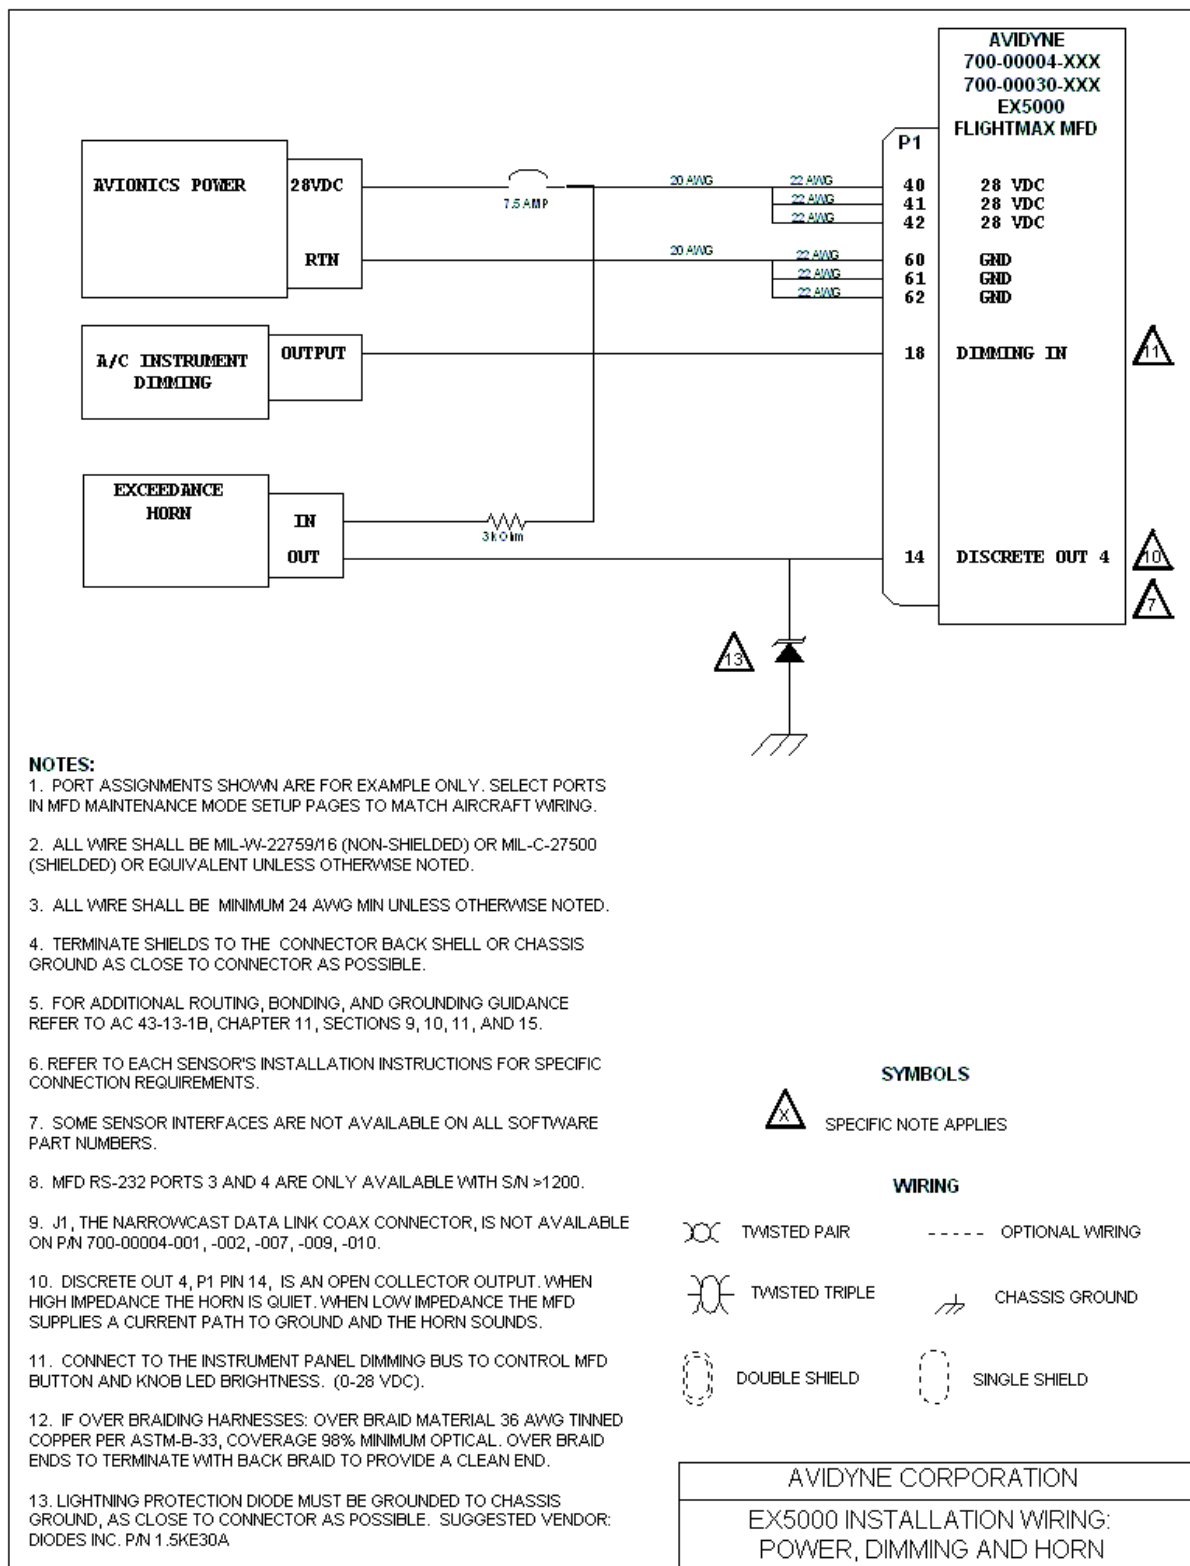 AVIDYNE
700-00004-XXX
700-00030-XXX
EX5000
FLIGHTMAX MFD
P1
AVIONICS POWER
28VDC
7.5 AMP
20 AWG
22 AWG
40
28 VDC
22 AWG
41
28 VDC
22 AWG
42
28 VDC
RTN
20 AWG
22 AWG
60
GND
22 AWG
61
GND
22 AWG
62
GND
A/C INSTRUMENT
DIMMING
OUTPUT
18
DIMMING IN
11
EXCEEDANCE
HORN
IN
3k Ohm
OUT
14
DISCRETE OUT 4
10
7
13
NOTES:
1. PORT ASSIGNMENTS SHOWN ARE FOR EXAMPLE ONLY. SELECT PORTS
IN MFD MAINTENANCE MODE SETUP PAGES TO MATCH AIRCRAFT WIRING.
2. ALL WIRE SHALL BE MIL-W-22759/16 (NON-SHIELDED) OR MIL-C-27500
(SHIELDED) OR EQUIVALENT UNLESS OTHERWISE NOTED.
3. ALL WIRE SHALL BE MINIMUM 24 AWG MIN UNLESS OTHERWISE NOTED.
4. TERMINATE SHIELDS TO THE CONNECTOR BACK SHELL OR CHASSIS
GROUND AS CLOSE TO CONNECTOR AS POSSIBLE.
5. FOR ADDITIONAL ROUTING, BONDING, AND GROUNDING GUIDANCE
REFER TO AC 43-13-1B, CHAPTER 11, SECTIONS 9, 10, 11, AND 15.
6. REFER TO EACH SENSOR'S INSTALLATION INSTRUCTIONS FOR SPECIFIC
CONNECTION REQUIREMENTS.
7. SOME SENSOR INTERFACES ARE NOT AVAILABLE ON ALL SOFTWARE
PART NUMBERS.
8. MFD RS-232 PORTS 3 AND 4 ARE ONLY AVAILABLE WITH S/N >1200.
9. J1, THE NARROWCAST DATA LINK COAX CONNECTOR, IS NOT AVAILABLE
ON P/N 700-00004-001, -002, -007, -009, -010.
10. DISCRETE OUT 4, P1 PIN 14, IS AN OPEN COLLECTOR OUTPUT. WHEN
HIGH IMPEDANCE THE HORN IS QUIET. WHEN LOW IMPEDANCE THE MFD
SUPPLIES A CURRENT PATH TO GROUND AND THE HORN SOUNDS.
11. CONNECT TO THE INSTRUMENT PANEL DIMMING BUS TO CONTROL MFD
BUTTON AND KNOB LED BRIGHTNESS. (0-28 VDC).
12. IF OVER BRAIDING HARNESSES: OVER BRAID MATERIAL 36 AWG TINNED
COPPER PER ASTM-B-33, COVERAGE 98% MINIMUM OPTICAL. OVER BRAID
ENDS TO TERMINATE WITH BACK BRAID TO PROVIDE A CLEAN END.
13. LIGHTNING PROTECTION DIODE MUST BE GROUNDED TO CHASSIS
GROUND, AS CLOSE TO CONNECTOR AS POSSIBLE. SUGGESTED VENDOR:
DIODES INC. P/N 1.5KE30A
SYMBOLS
X
SPECIFIC NOTE APPLIES
WIRING
TWISTED PAIR
OPTIONAL WIRING
TWISTED TRIPLE
CHASSIS GROUND
DOUBLE SHIELD
SINGLE SHIELD
AVIDYNE CORPORATION
EX5000 INSTALLATION WIRING:
POWER, DIMMING AND HORN